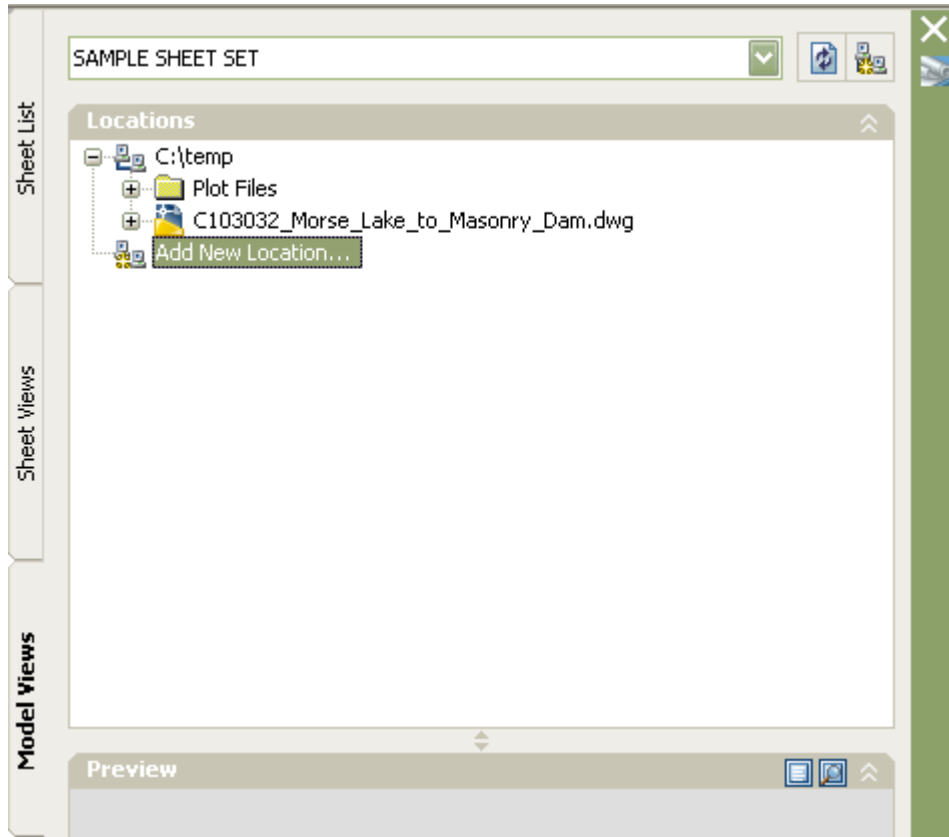 SAMPLE SHEET SET
Locations
C:\temp
Plot Files
C103032_Morse_Lake_to_Masonry_Dam.dwg
Add New Location...
Preview
Sheet List
Sheet Views
Model Views